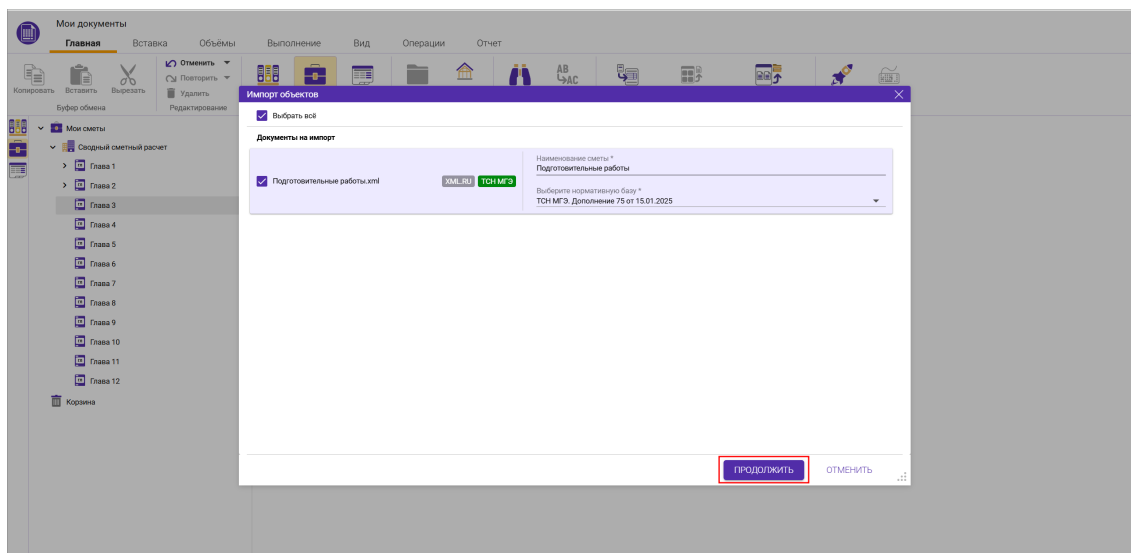 Мои документы
Главная Вставка Объёмы Выполнение Вид Операции Отчет
Отменить
Повторить
Удалить
Копировать Вставить Вырезать
Буфер обмена Редактирование
AB
AC
Импорт объектов
Выбрать всё
Документы на импорт
Подготовительные работы.xml XML.RU ТСН МГЭ
Наименование сметы *
Подготовительные работы
Выберите нормативную базу *
ТСН МГЭ. Дополнение 75 от 15.01.2025
ПРОДОЛЖИТЬ ОТМЕНИТЬ
Мои сметы
Сводный сметный расчет
Глава 1
Глава 2
Глава 3
Глава 4
Глава 5
Глава 6
Глава 7
Глава 8
Глава 9
Глава 10
Глава 11
Глава 12
Корзина